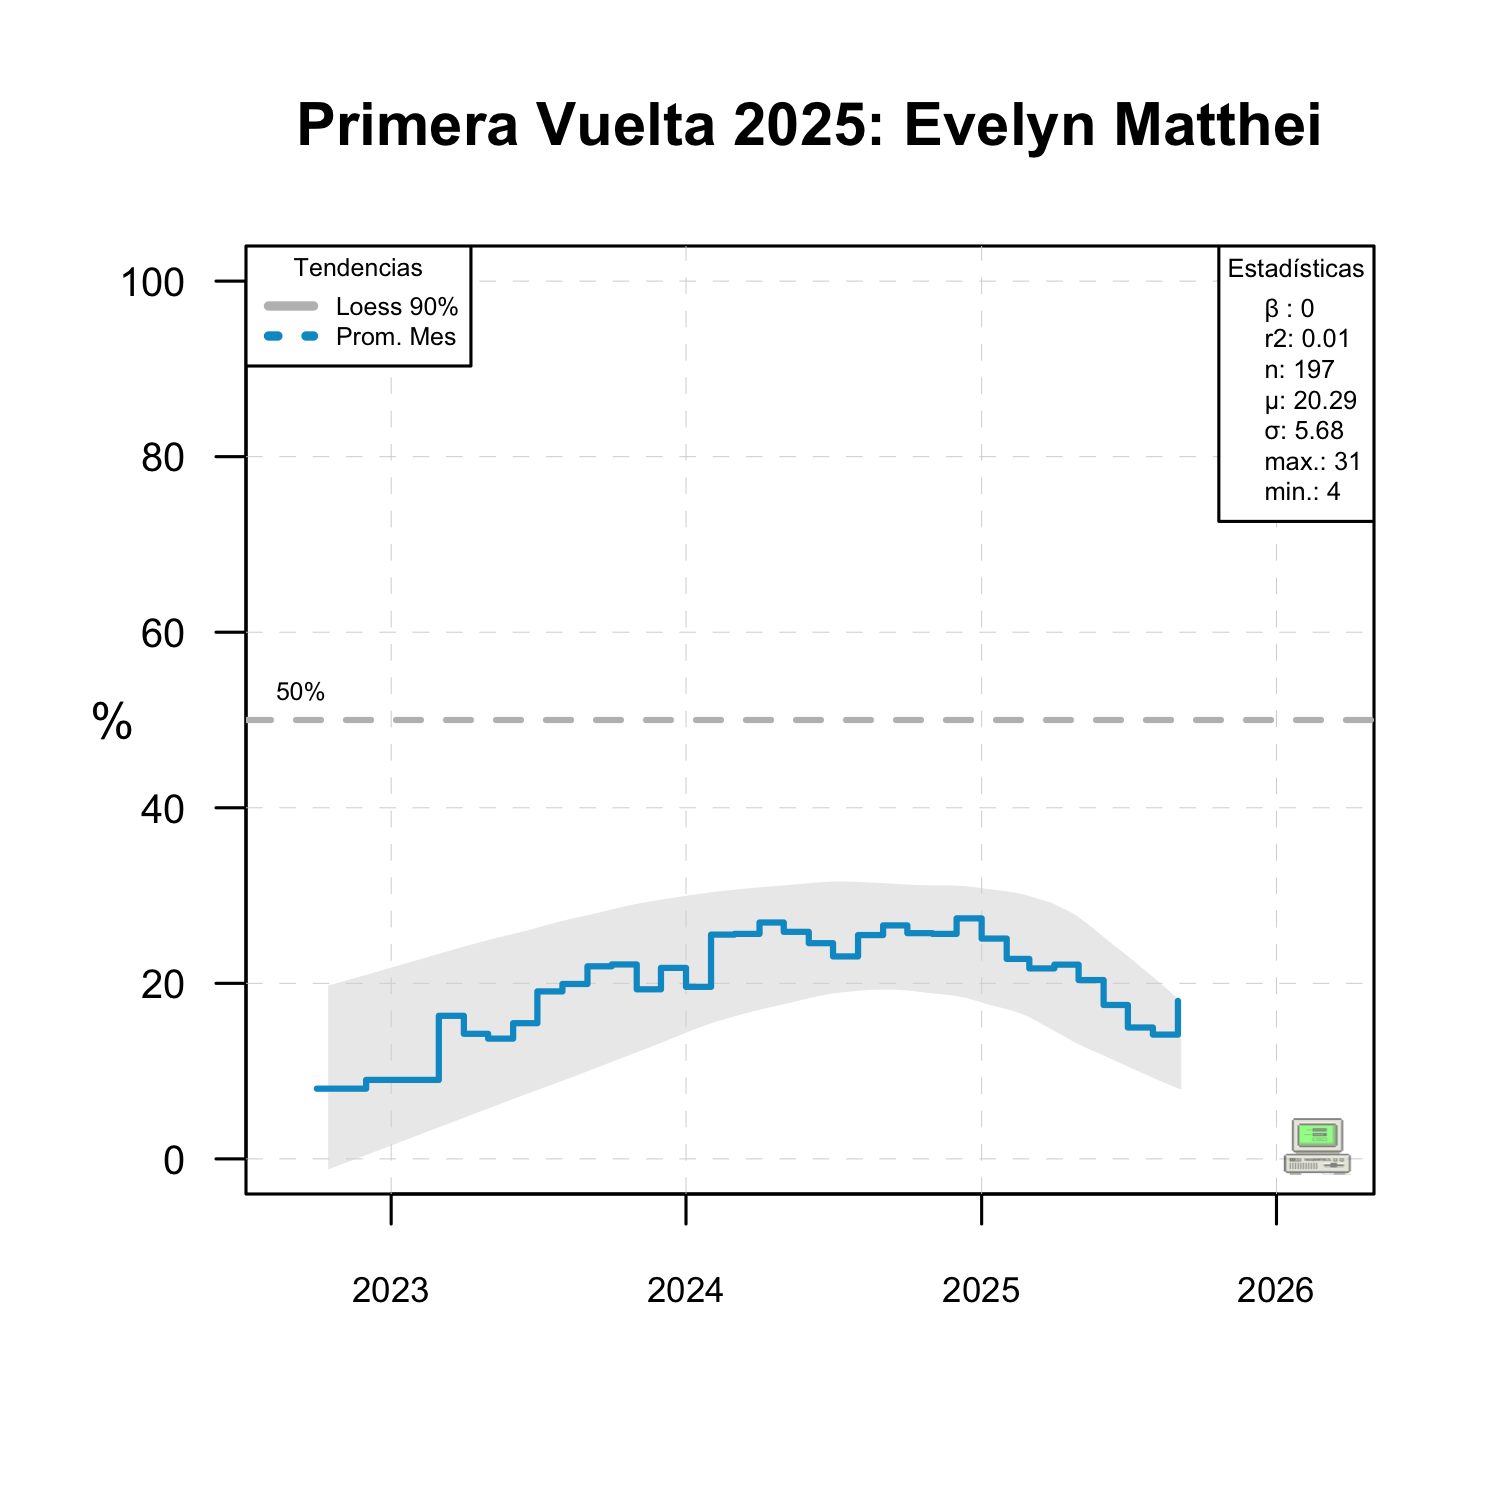 Primera Vuelta 2025: Evelyn Matthei
Tendencias
Loess 90%
Prom. Mes
Estadísticas
β : 0
r2: 0.01
n: 197
μ: 20.29
σ: 5.68
max.: 31
min.: 4
100
80
60
50%
%
40
20
0
2023
2024
2025
2026